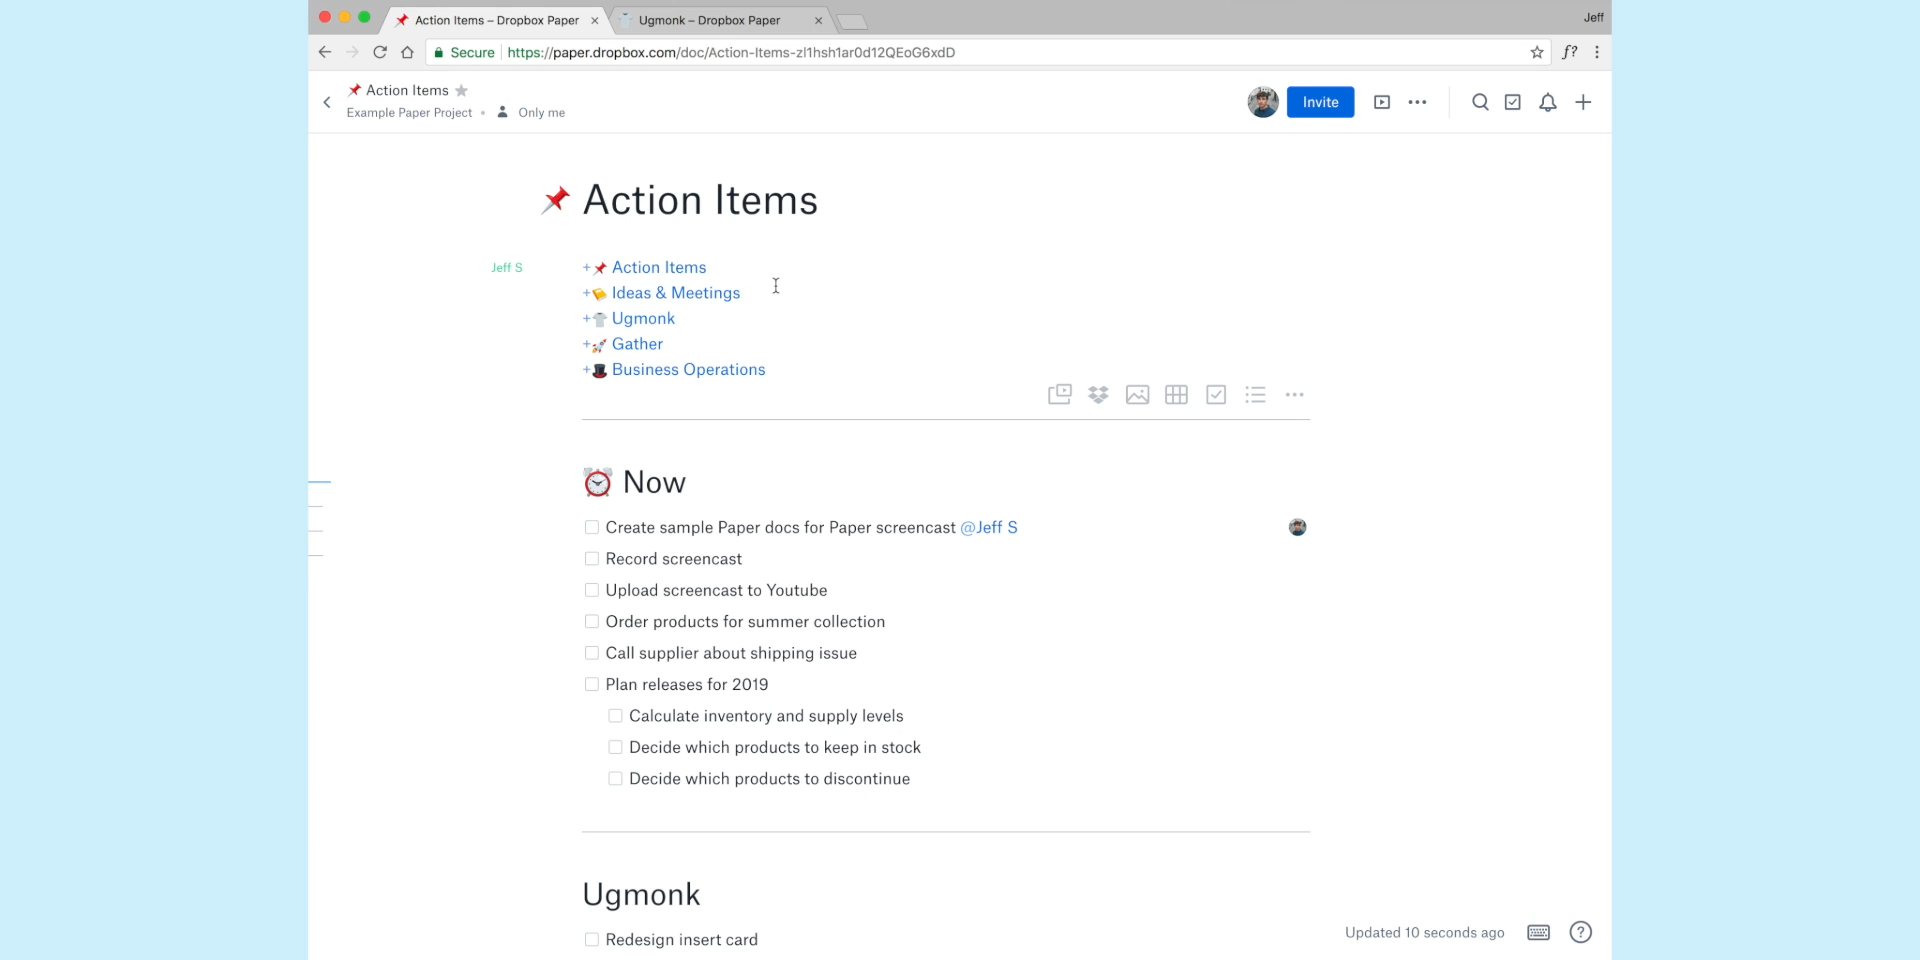 Action Items – Dropbox Paper
Ugmonk – Dropbox Paper
Jeff
Secure
https://paper.dropbox.com/doc/Action-Items-zl1hsh1ar0d12QEoG6xdD
f?
Action Items
Example Paper Project • Only me
Invite
Action Items
Jeff S
+ Action Items
+ Ideas & Meetings
+ Ugmonk
+ Gather
+ Business Operations
Now
Create sample Paper docs for Paper screencast @Jeff S
Record screencast
Upload screencast to Youtube
Order products for summer collection
Call supplier about shipping issue
Plan releases for 2019
Calculate inventory and supply levels
Decide which products to keep in stock
Decide which products to discontinue
Ugmonk
Redesign insert card
Updated 10 seconds ago